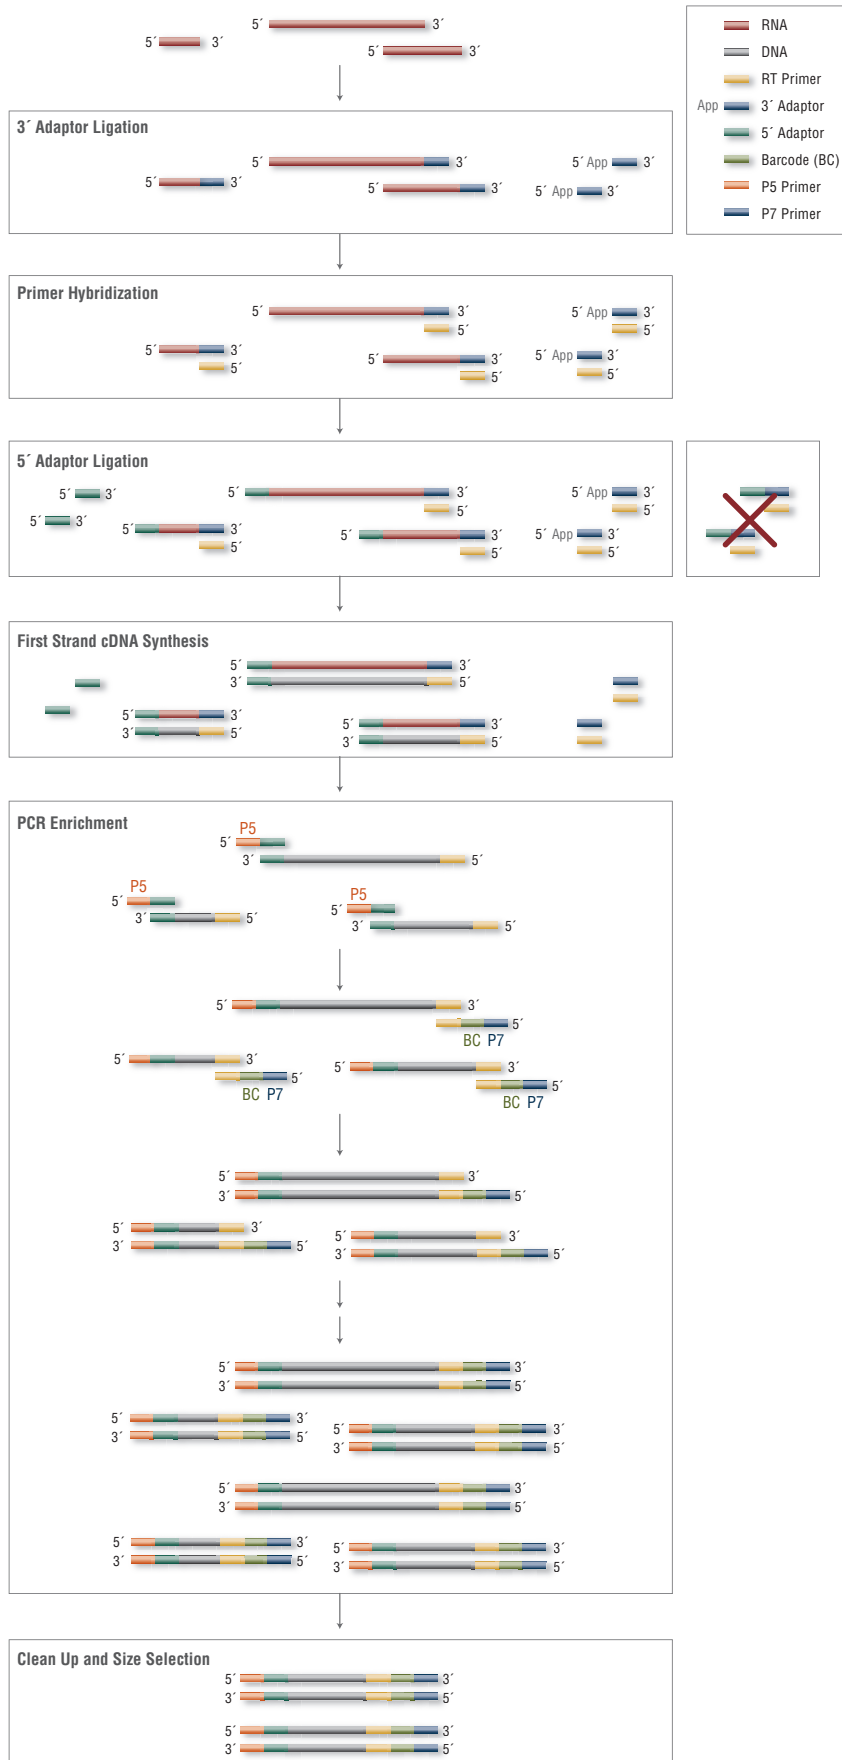 5´ 3´
5´ 3´
5´ 3´
RNA
DNA
RT Primer
App 3´ Adaptor
5´ Adaptor
Barcode (BC)
P5 Primer
P7 Primer
3´ Adaptor Ligation
5´ 3´
5´ 3´
5´ 3´
5´ App 3´
5´ App 3´
Primer Hybridization
5´ 3´
5´
5´ 3´
5´
5´ 3´
5´
5´ App 3´
5´
5´ App 3´
5´
5´ Adaptor Ligation
5´ 3´
5´ 3´
5´ 3´
5´
5´ 3´
5´
5´ 3´
5´
5´ App 3´
5´
5´ App 3´
5´
First Strand cDNA Synthesis
5´ 3´
3´ 5´
5´ 3´
3´ 5´
5´ 3´
3´ 5´
PCR Enrichment
P5
5´
3´ 5´
P5
5´
3´ 5´
P5
5´
3´ 5´
5´ 3´
5´
BC P7
5´ 3´
5´
BC P7
5´ 3´
5´
BC P7
5´ 3´
3´ 5´
5´ 3´
3´ 5´
5´ 3´
3´ 5´
5´ 3´
3´ 5´
5´ 3´
3´ 5´
5´ 3´
3´ 5´
5´ 3´
3´ 5´
5´ 3´
3´ 5´
5´ 3´
3´ 5´
Clean Up and Size Selection
5´ 3´
3´ 5´
5´ 3´
3´ 5´